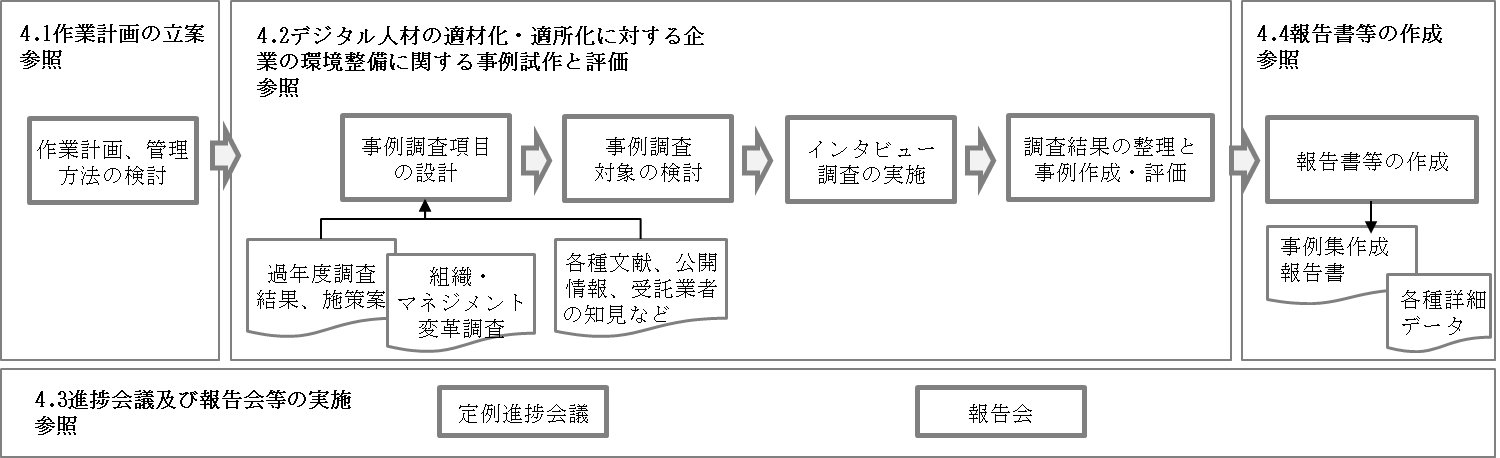 4.1作業計画の立案
参照
作業計画、管理
方法の検討
4.2デジタル人材の適材化・適所化に対する企
業の環境整備に関する事例試作と評価
参照
事例調査項目
の設計
事例調査
対象の検討
インタビュー
調査の実施
調査結果の整理と
事例作成・評価
過年度調査
結果、施策案
組織・
マネジメント
変革調査
各種文献、公開
情報、受託業者
の知見など
4.4報告書等の作成
参照
報告書等の作成
事例集作成
報告書
各種詳細
データ
4.3進捗会議及び報告会等の実施
参照
定例進捗会議
報告会